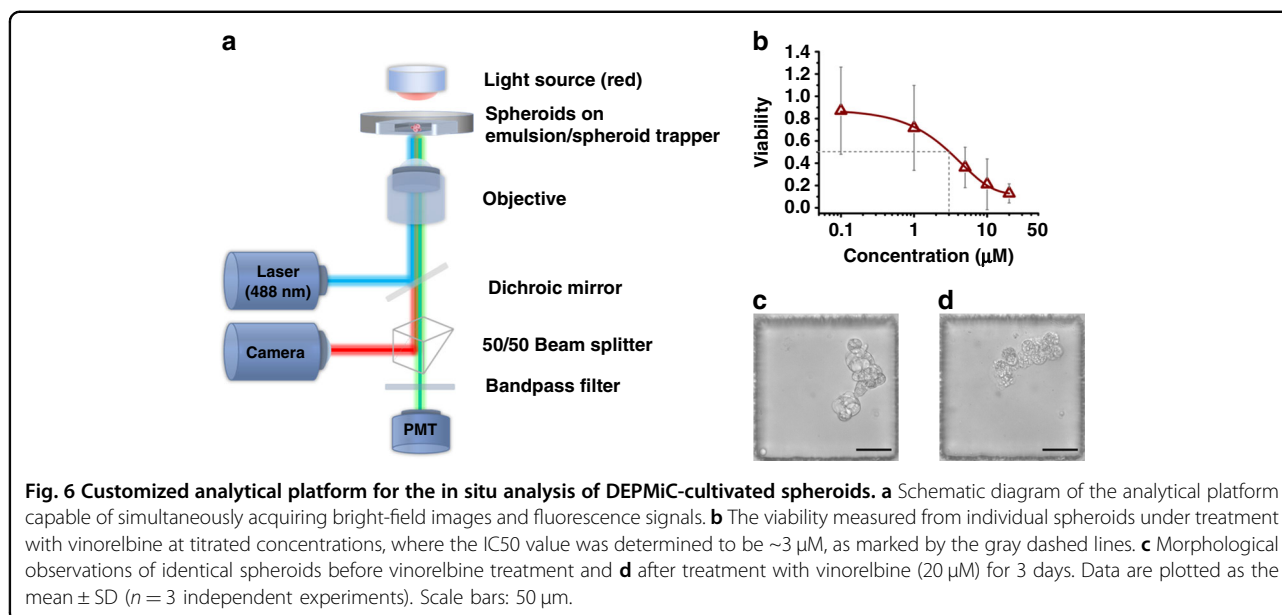 a
Light source (red)
Spheroids on
emulsion/spheroid trapper
Objective
Laser
(488 nm)
Dichroic mirror
Camera
50/50 Beam splitter
Bandpass filter
PMT
b
1.4
1.2
1.0
0.8
0.6
0.4
0.2
0.0
Viability
0.1 1 10 50
Concentration (µM)
c
d
Fig. 6 Customized analytical platform for the in situ analysis of DEPMiC-cultivated spheroids. a Schematic diagram of the analytical platform
capable of simultaneously acquiring bright-field images and fluorescence signals. b The viability measured from individual spheroids under treatment
with vinorelbine at titrated concentrations, where the IC50 value was determined to be ~3 µM, as marked by the gray dashed lines. c Morphological
observations of identical spheroids before vinorelbine treatment and d after treatment with vinorelbine (20 µM) for 3 days. Data are plotted as the
mean ± SD (n = 3 independent experiments). Scale bars: 50 µm.